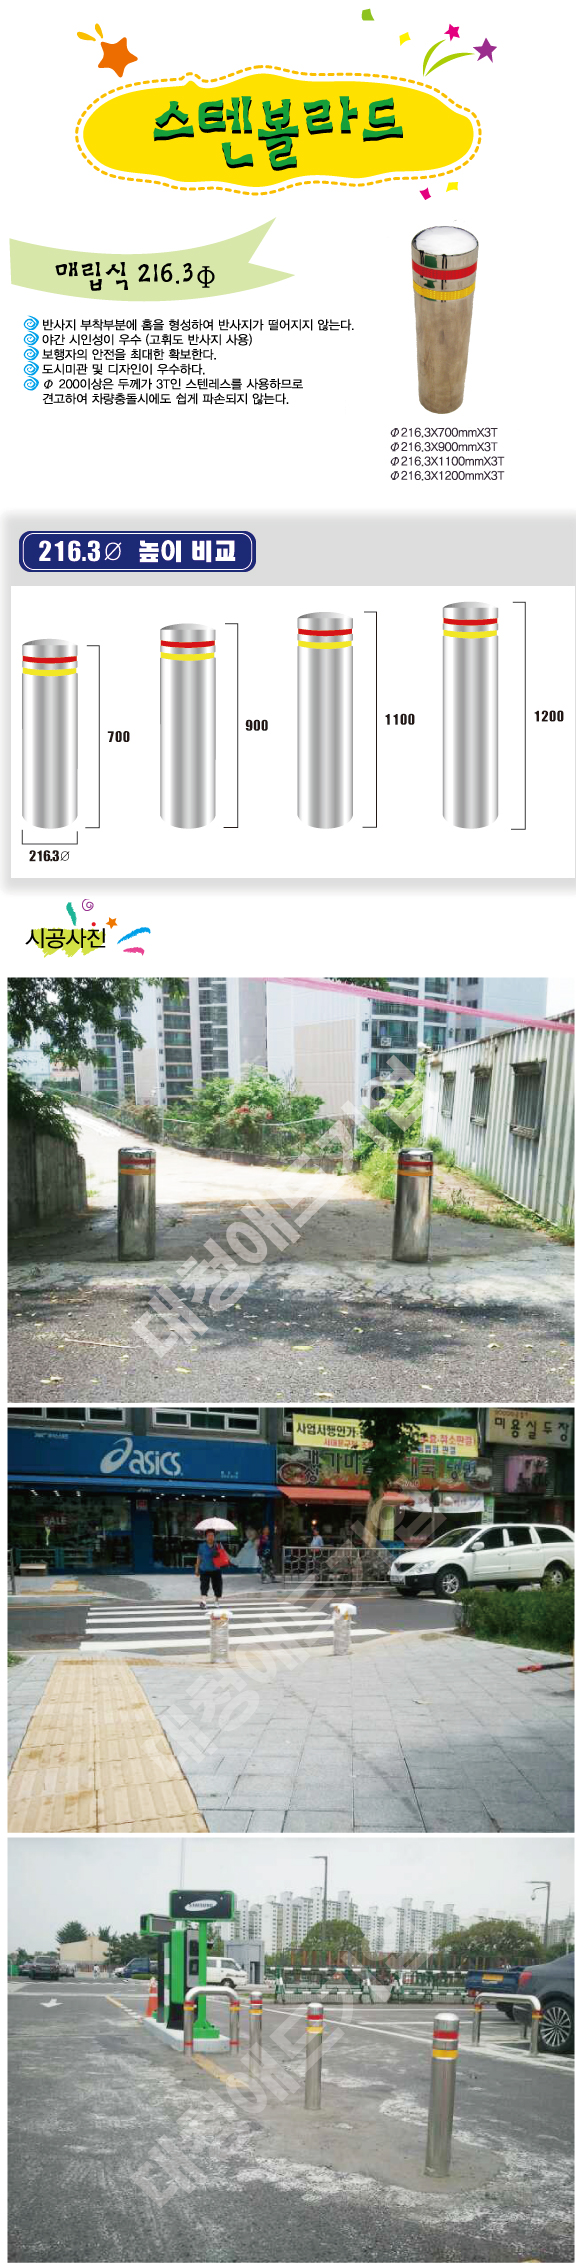 스텐볼라드
매립식 216.3Φ
반사지 부착부분에 홈을 형성하여 반사지가 떨어지지 않는다.
야간 시인성이 우수 (고휘도 반사지 사용)
보행자의 안전을 최대한 확보한다.
도시미관 및 디자인이 우수하다.
Φ 200이상은 두께가 3T인 스텐레스를 사용하므로
견고하여 차량충돌시에도 쉽게 파손되지 않는다.
Φ216.3X700mmX3T
Φ216.3X900mmX3T
Φ216.3X1100mmX3T
Φ216.3X1200mmX3T
216.3∅ 높이 비교
700
900
1100
1200
216.3∅
시공사진
대청애드기업
asics
SALE
사업시행인가
미용실두장
대청애드기업
SAMSUNG
대청애드기업